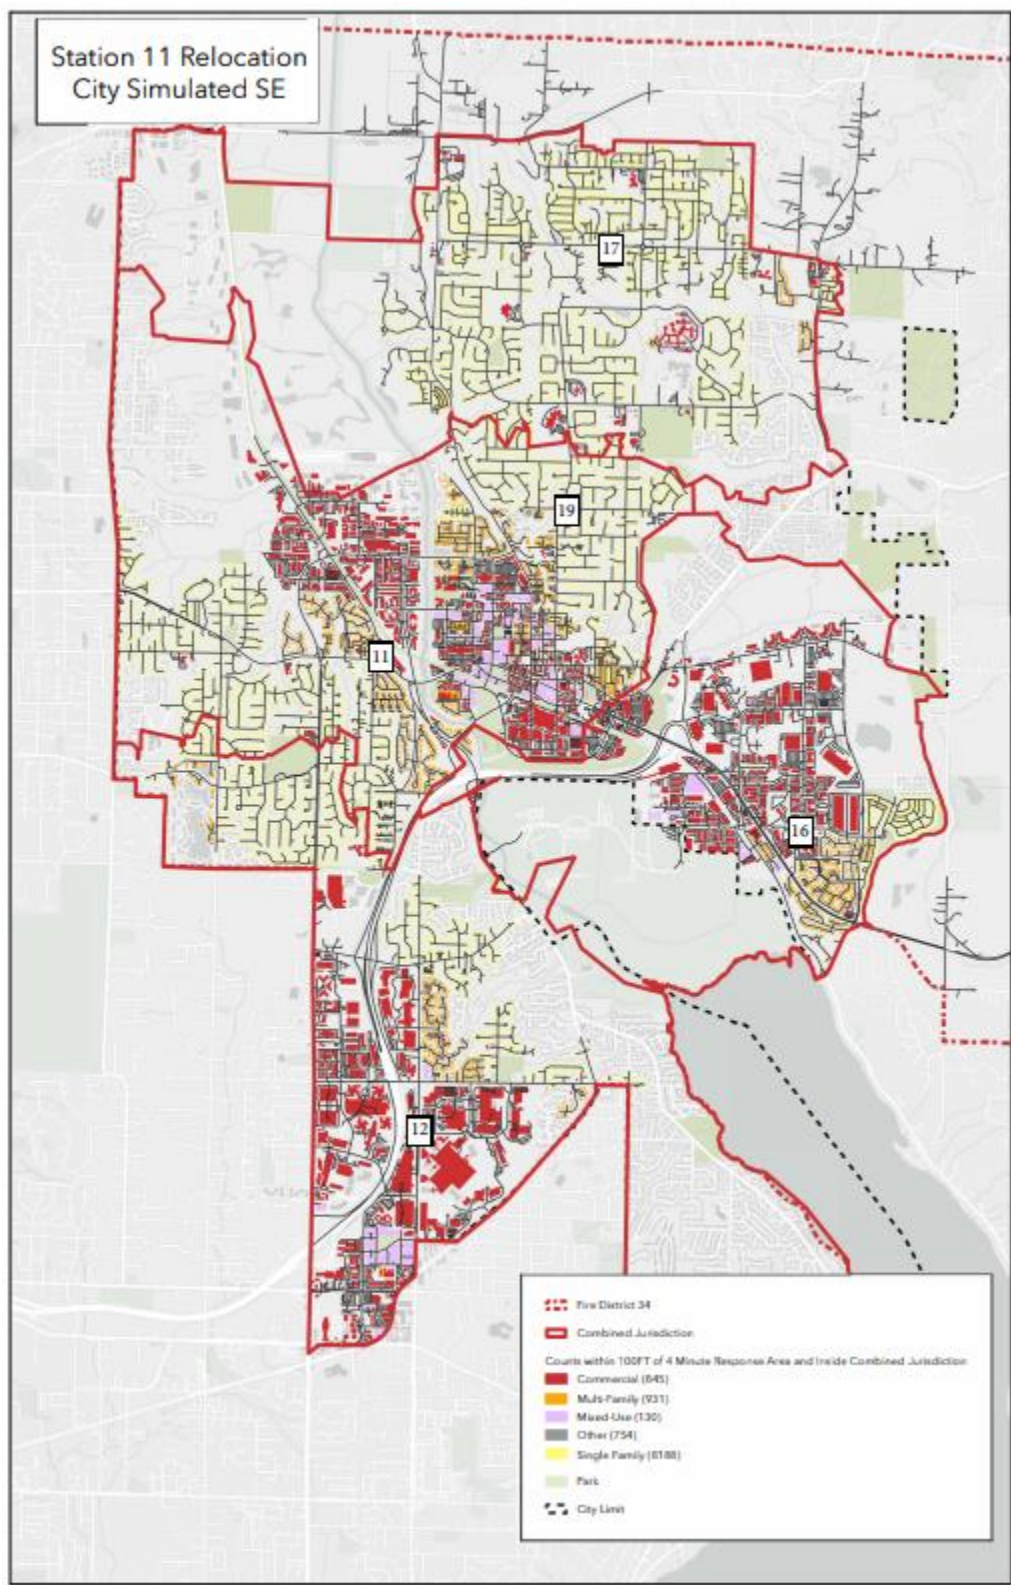 Station 11 Relocation
City Simulated SE
17
19
11
16
12
Fire District 34
Combined Jurisdiction
Counts within 100FT of 4 Minute Response Area and Inside Combined Jurisdiction
Commercial (645)
Multi-Family (931)
Mixed-Use (130)
Other (754)
Single Family (6188)
Park
City Limit